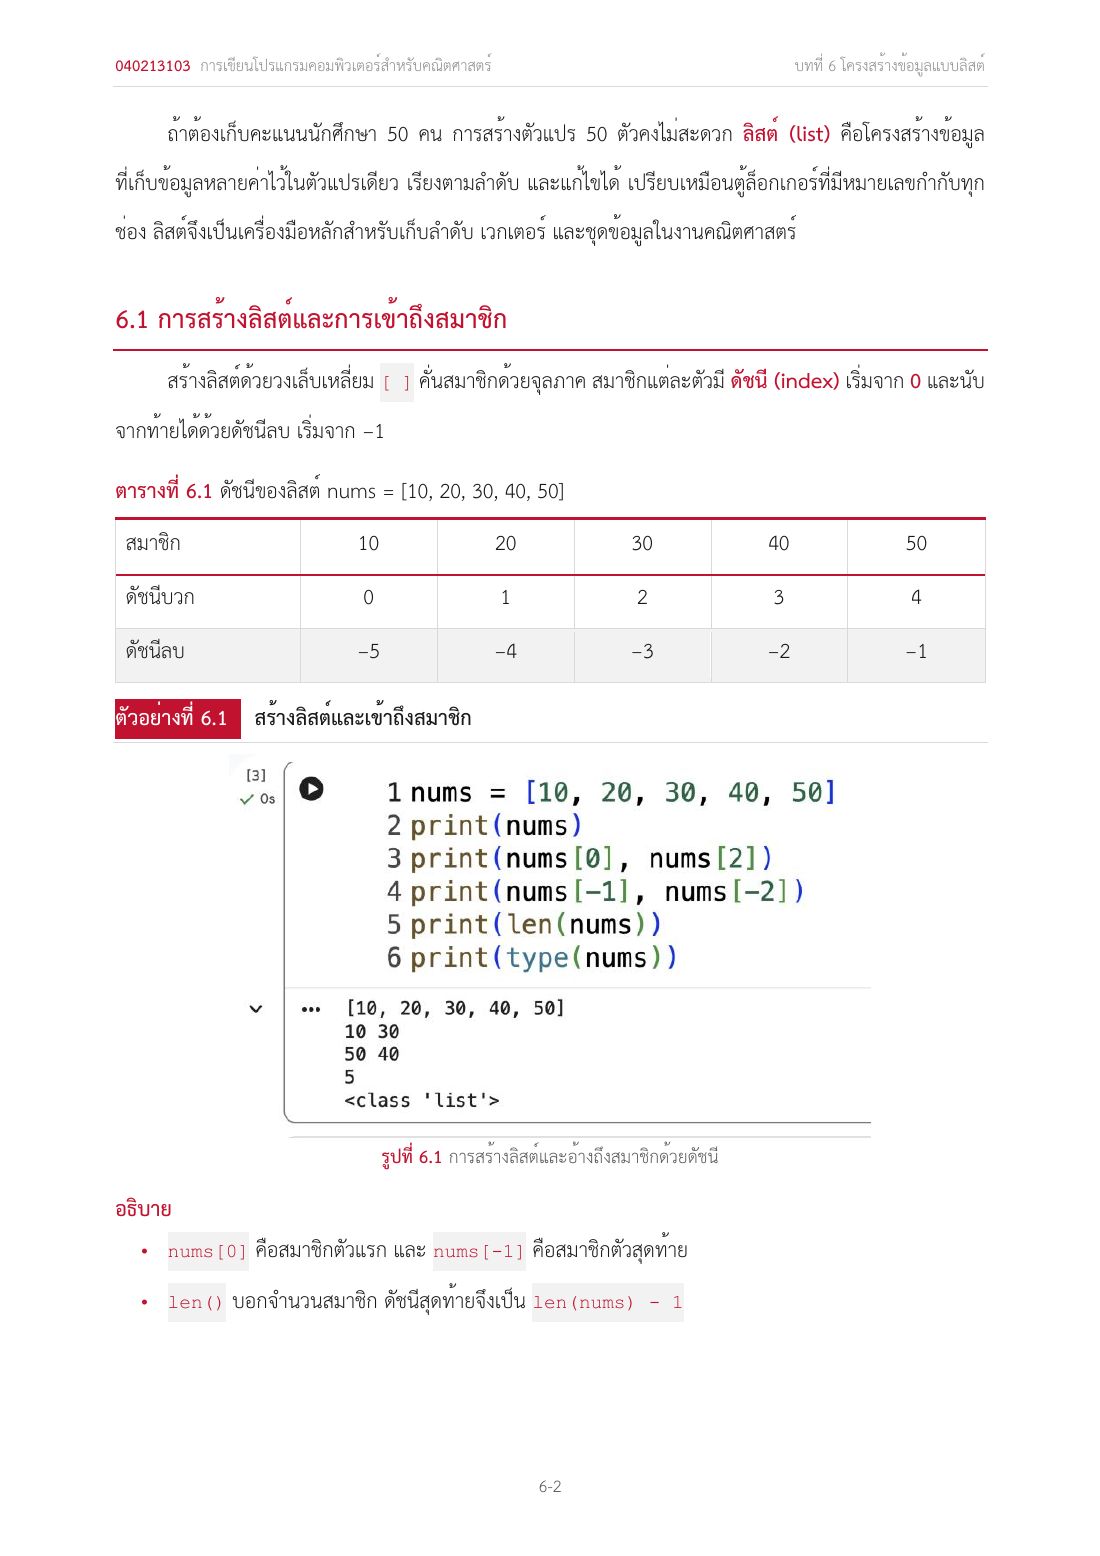 040213103 การเขียนโปรแกรมคอมพิวเตอร์สำหรับคณิตศาสตร์
บทที่ 6 โครงสร้างข้อมูลแบบลิสต์
ถ้าต้องเก็บคะแนนนักศึกษา 50 คน การสร้างตัวแปร 50 ตัวคงไม่สะดวก ลิสต์ (list) คือโครงสร้างข้อมูล
ที่เก็บข้อมูลหลายค่าไว้ในตัวแปรเดียว เรียงตามลำดับ และแก้ไขได้ เปรียบเหมือนตู้ล็อกเกอร์ที่มีหมายเลขกำกับทุก
ช่อง ลิสต์จึงเป็นเครื่องมือหลักสำหรับเก็บลำดับ เวกเตอร์ และชุดข้อมูลในงานคณิตศาสตร์
6.1 การสร้างลิสต์และการเข้าถึงสมาชิก
สร้างลิสต์ด้วยวงเล็บเหลี่ยม [ ] คั่นสมาชิกด้วยจุลภาค สมาชิกแต่ละตัวมี ดัชนี (index) เริ่มจาก 0 และนับ
จากท้ายได้ด้วยดัชนีลบ เริ่มจาก –1
ตารางที่ 6.1 ดัชนีของลิสต์ nums = [10, 20, 30, 40, 50]
สมาชิก 10 20 30 40 50
ดัชนีบวก 0 1 2 3 4
ดัชนีลบ –5 –4 –3 –2 –1
ตัวอย่างที่ 6.1 สร้างลิสต์และเข้าถึงสมาชิก
[3]
0s
1 nums = [10, 20, 30, 40, 50]
2 print(nums)
3 print(nums[0], nums[2])
4 print(nums[-1], nums[-2])
5 print(len(nums))
6 print(type(nums))
[10, 20, 30, 40, 50]
10 30
50 40
5
<class 'list'>
รูปที่ 6.1 การสร้างลิสต์และอ้างถึงสมาชิกด้วยดัชนี
อธิบาย
• nums[0] คือสมาชิกตัวแรก และ nums[-1] คือสมาชิกตัวสุดท้าย
• len() บอกจำนวนสมาชิก ดัชนีสุดท้ายจึงเป็น len(nums) - 1
6-2